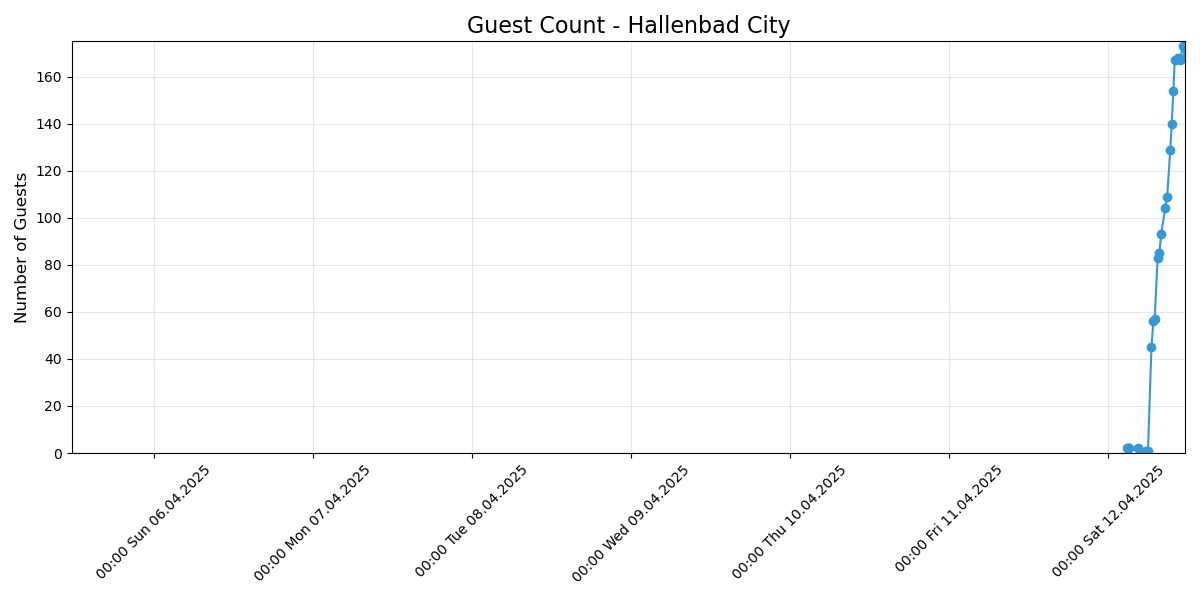 Guest Count - Hallenbad City
Number of Guests
160
140
120
100
80
60
40
20
0
00:00 Sun 06.04.2025
00:00 Mon 07.04.2025
00:00 Tue 08.04.2025
00:00 Wed 09.04.2025
00:00 Thu 10.04.2025
00:00 Fri 11.04.2025
00:00 Sat 12.04.2025